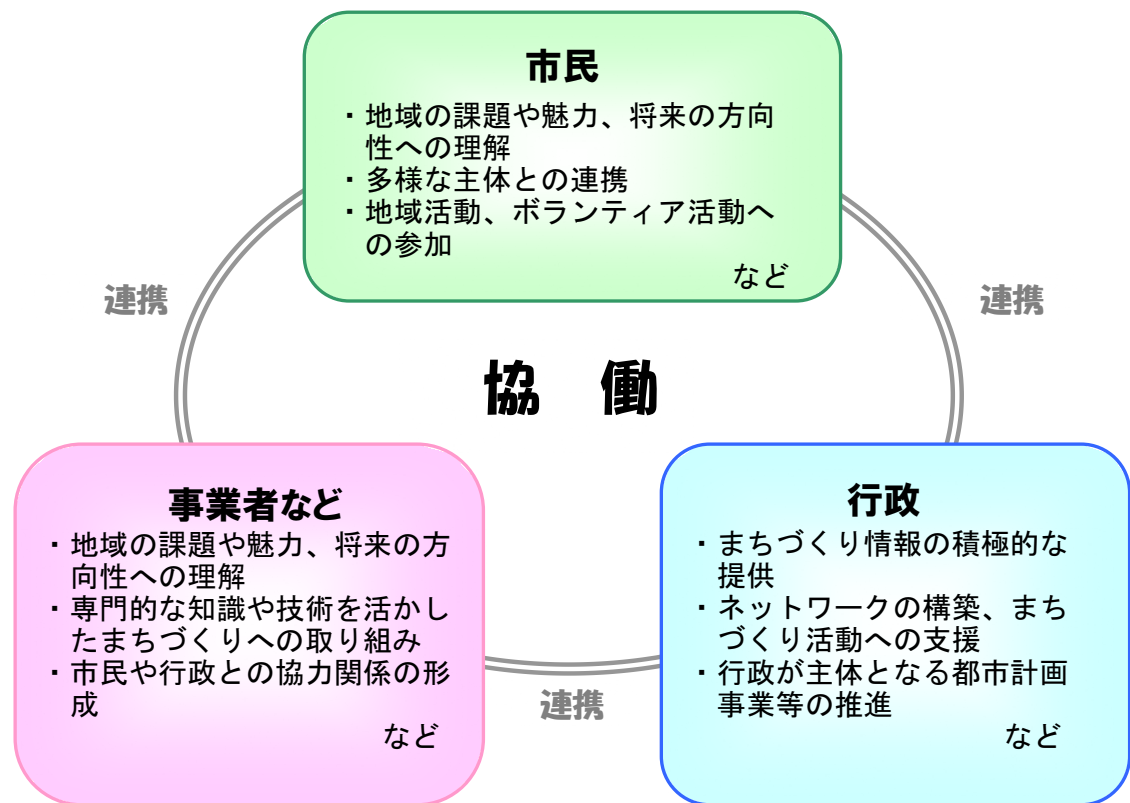 市民
・地域の課題や魅力、将来の方向
性への理解
・多様な主体との連携
・地域活動、ボランティア活動へ
の参加
など
連携
連携
協　働
事業者など
・地域の課題や魅力、将来の方
向性への理解
・専門的な知識や技術を活かし
たまちづくりへの取り組み
・市民や行政との協力関係の形
成
など
行政
・まちづくり情報の積極的な
提供
・ネットワークの構築、まち
づくり活動への支援
・行政が主体となる都市計画
事業等の推進
など
連携